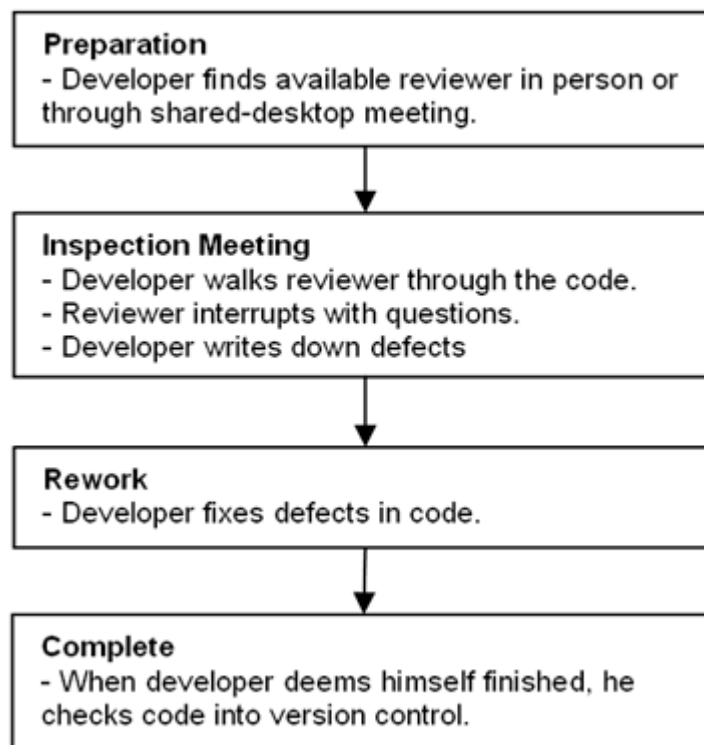 Preparation
- Developer finds available reviewer in person or
through shared-desktop meeting.
Inspection Meeting
- Developer walks reviewer through the code.
- Reviewer interrupts with questions.
- Developer writes down defects
Rework
- Developer fixes defects in code.
Complete
- When developer deems himself finished, he
checks code into version control.